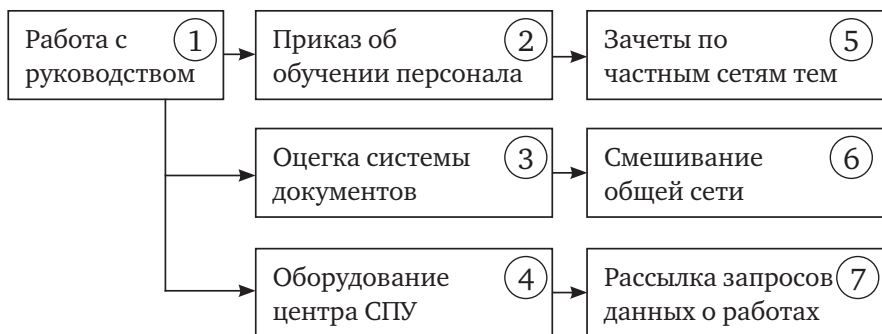 Работа с
руководством
1
Приказ об
обучении персонала
2
Зачеты по
частным сетям тем
5
Оцегка системы
документов
3
Смешивание
общей сети
6
Оборудование
центра СПУ
4
Рассылка запросов
данных о работах
7